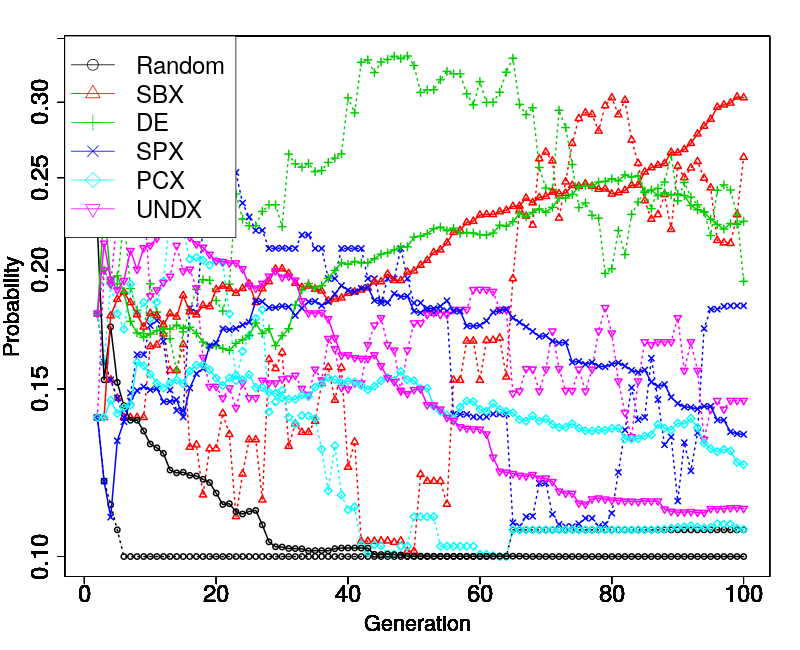 Random
SBX
DE
SPX
PCX
UNDX
0.30
0.25
0.20
0.15
0.10
Probability
0 20 40 60 80 100
Generation